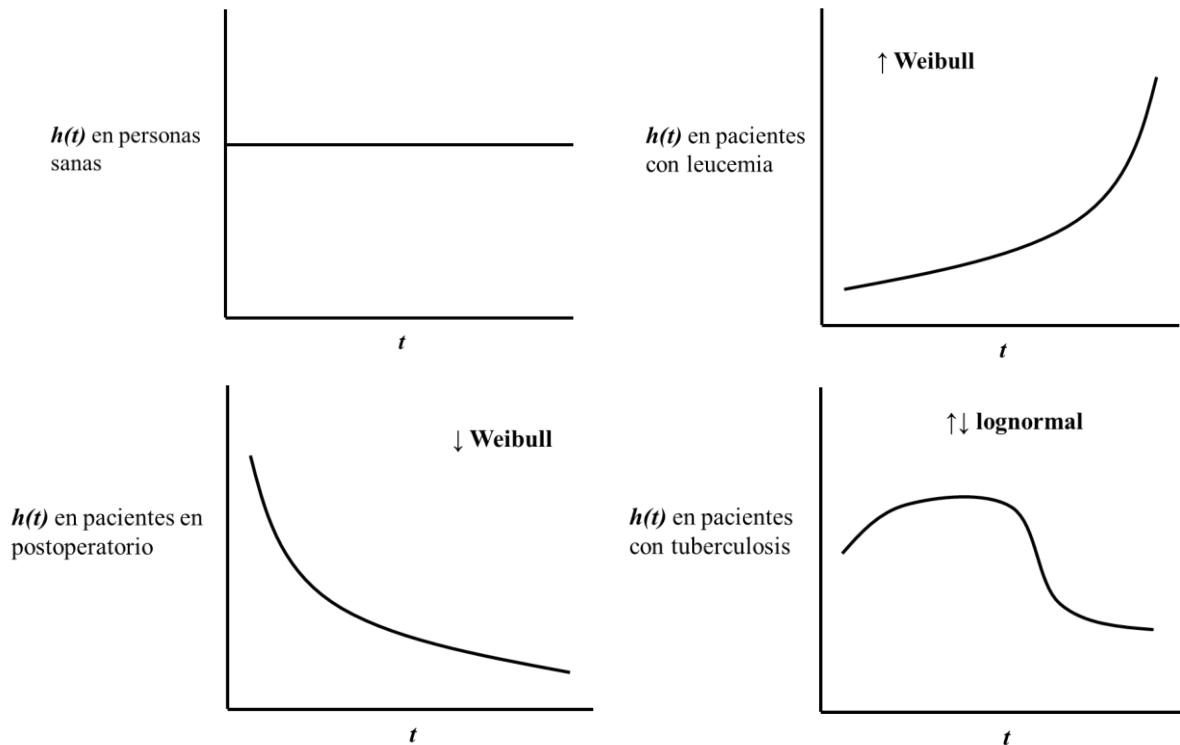 h(t) en personas
sanas
t
↑ Weibull
h(t) en pacientes
con leucemia
t
↓ Weibull
h(t) en pacientes en
postoperatorio
t
↑↓ lognormal
h(t) en pacientes
con tuberculosis
t